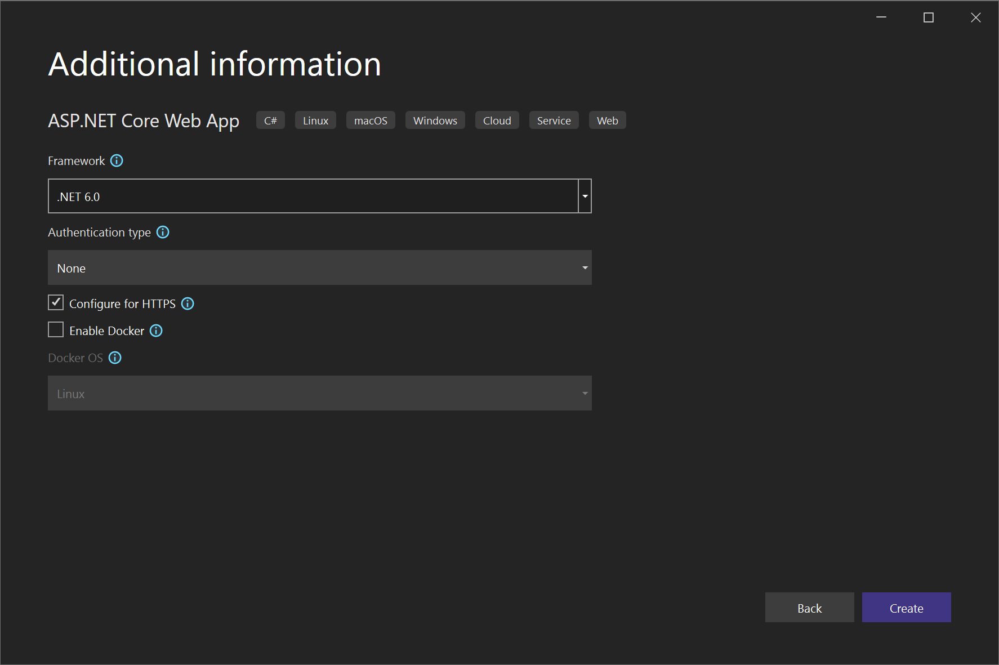 Additional information
ASP.NET Core Web App C# Linux macOS Windows Cloud Service Web
Framework
.NET 6.0
Authentication type
None
Configure for HTTPS
Enable Docker
Docker OS
Linux
Back Create